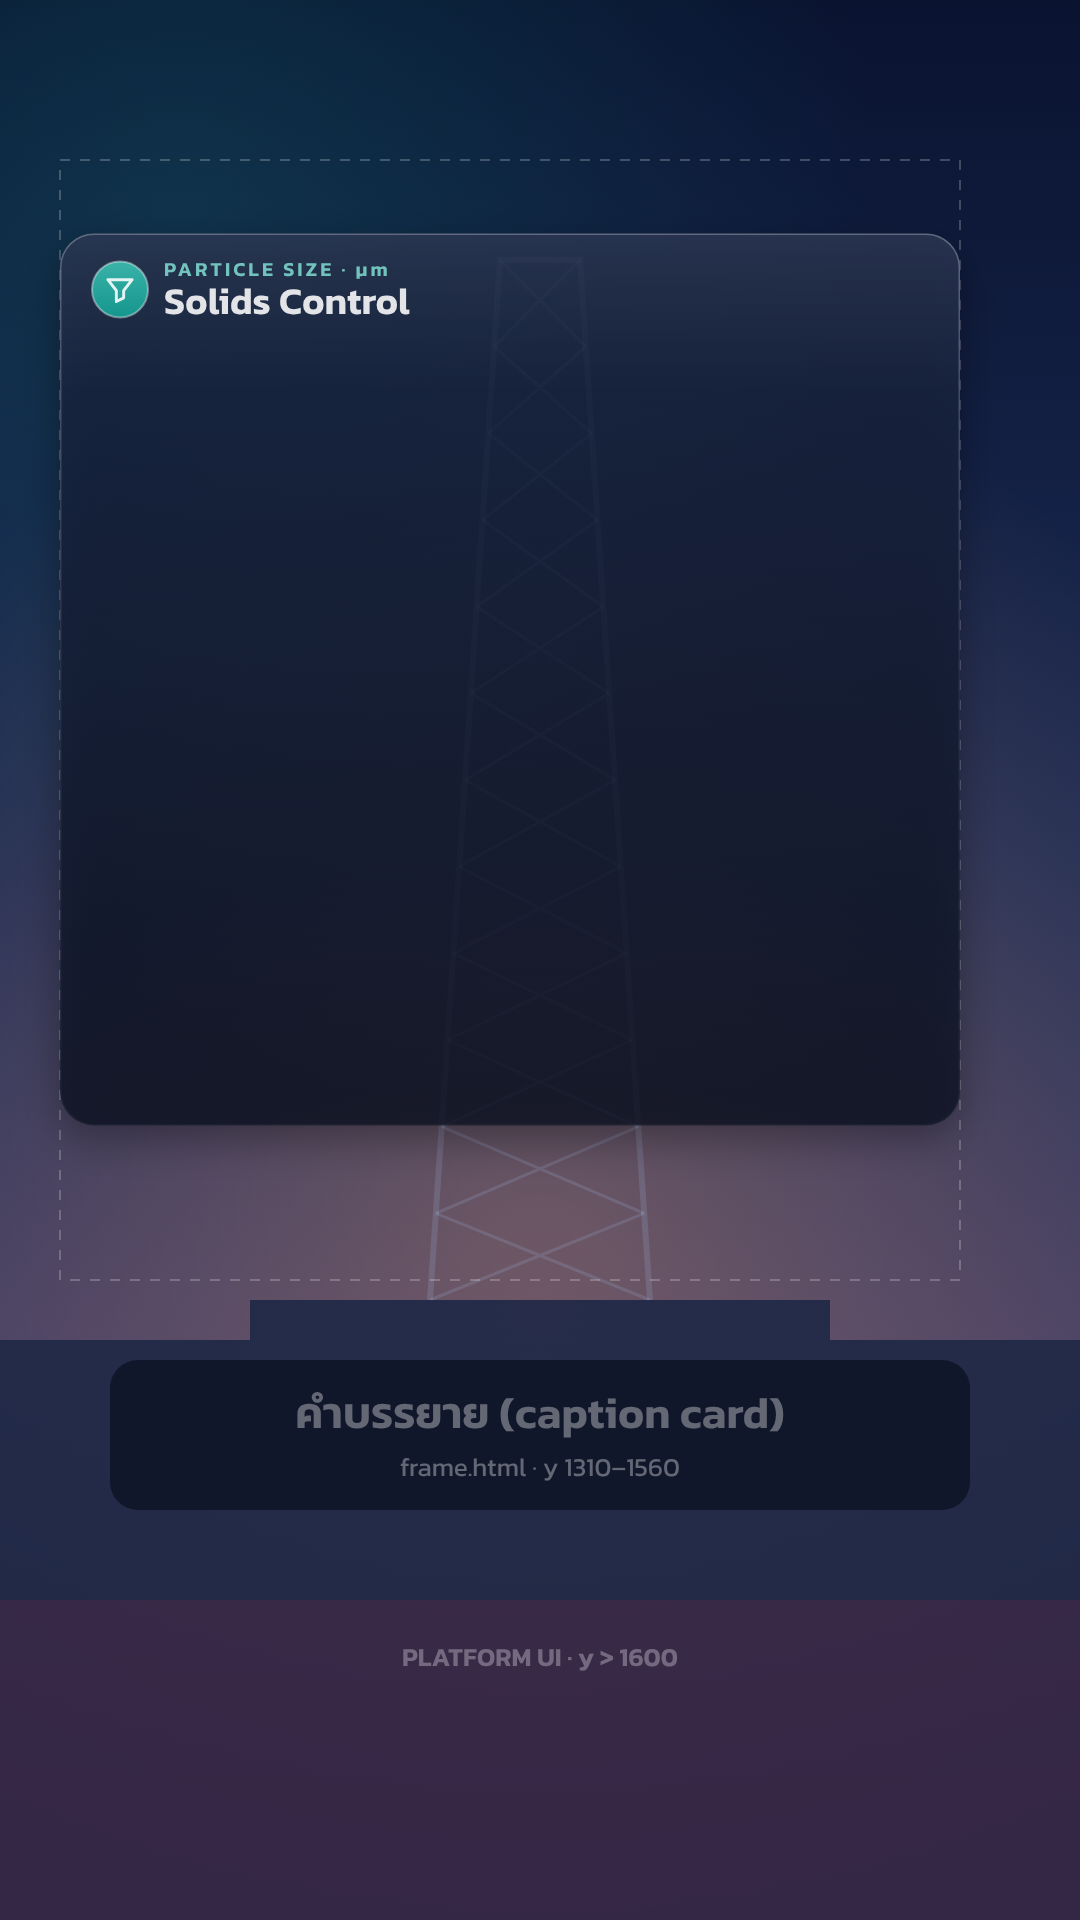 PARTICLE SIZE · µm
Solids Control
คำบรรยาย (caption card)
frame.html · y 1310–1560
PLATFORM UI · y > 1600